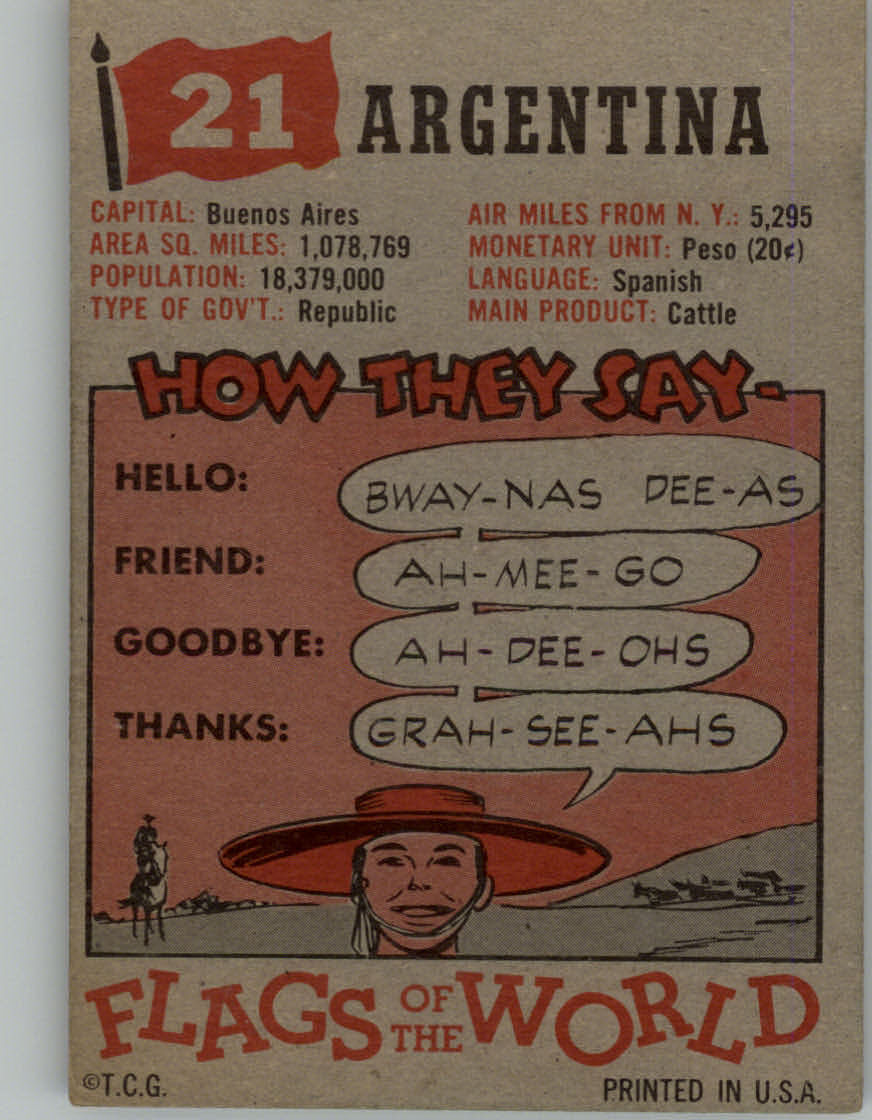 21 ARGENTINA
CAPITAL: Buenos Aires
AREA SQ. MILES: 1,078,769
POPULATION: 18,379,000
TYPE OF GOV'T.: Republic
AIR MILES FROM N. Y.: 5,295
MONETARY UNIT: Peso (20¢)
LANGUAGE: Spanish
MAIN PRODUCT: Cattle
HOW THEY SAY-
HELLO: BWAY-NAS DEE-AS
FRIEND: AH-MEE-GO
GOODBYE: AH-DEE-OHS
THANKS: GRAH-SEE-AHS
FLAGS OF THE WORLD
©T.C.G. PRINTED IN U.S.A.